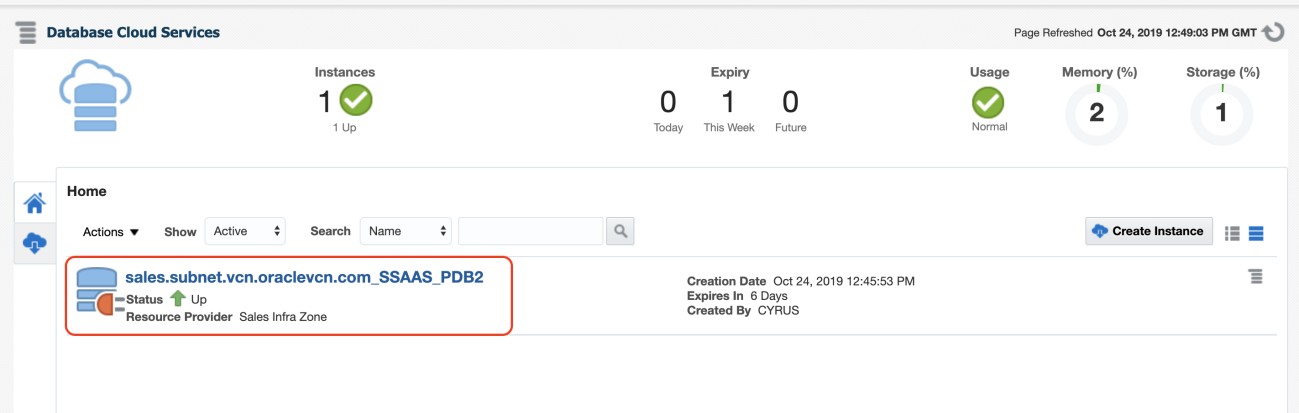 Database Cloud Services
Page Refreshed Oct 24, 2019 12:49:03 PM GMT
Instances
1
1 Up
Expiry
0 1 0
Today This Week Future
Usage
Normal
Memory (%)
2
Storage (%)
1
Home
Actions Show Active Search Name Create Instance
sales.subnet.vcn.oraclevcn.com_SSAAS_PDB2
Status Up
Resource Provider Sales Infra Zone
Creation Date Oct 24, 2019 12:45:53 PM
Expires In 6 Days
Created By CYRUS